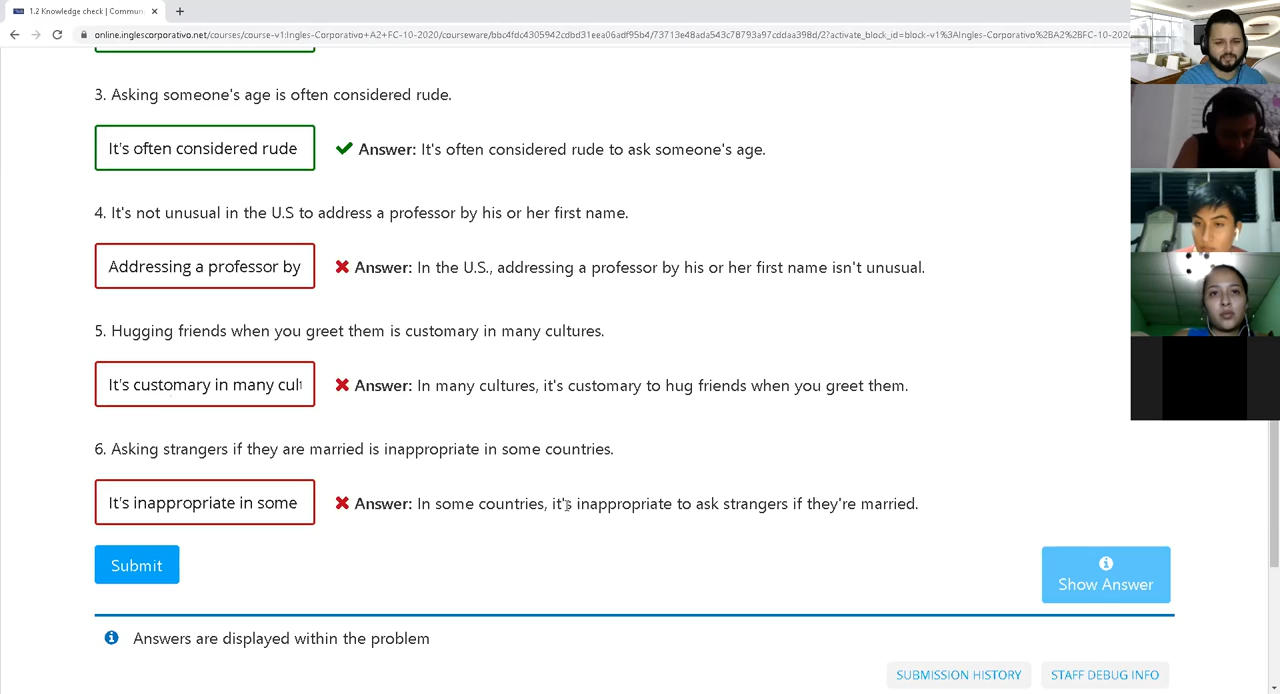 1.2 Knowledge check | Commun
online.inglescorporativo.net/courses/course-v1:Ingles-Corporativo+A2+FC-10-2020/courseware/bbc4fdc4305942cdbd31eea06adf95b4/73713e48ada543c78793a97cddaa398d/2?activate_block_id=block-v1%3AIngles-Corporativo%2BA2%2BFC-10-2020
3. Asking someone's age is often considered rude.
It's often considered rude
Answer: It's often considered rude to ask someone's age.
4. It's not unusual in the U.S to address a professor by his or her first name.
Addressing a professor by
Answer: In the U.S., addressing a professor by his or her first name isn't unusual.
5. Hugging friends when you greet them is customary in many cultures.
It's customary in many cult
Answer: In many cultures, it's customary to hug friends when you greet them.
6. Asking strangers if they are married is inappropriate in some countries.
It's inappropriate in some
Answer: In some countries, it's inappropriate to ask strangers if they're married.
Submit
Show Answer
Answers are displayed within the problem
SUBMISSION HISTORY
STAFF DEBUG INFO